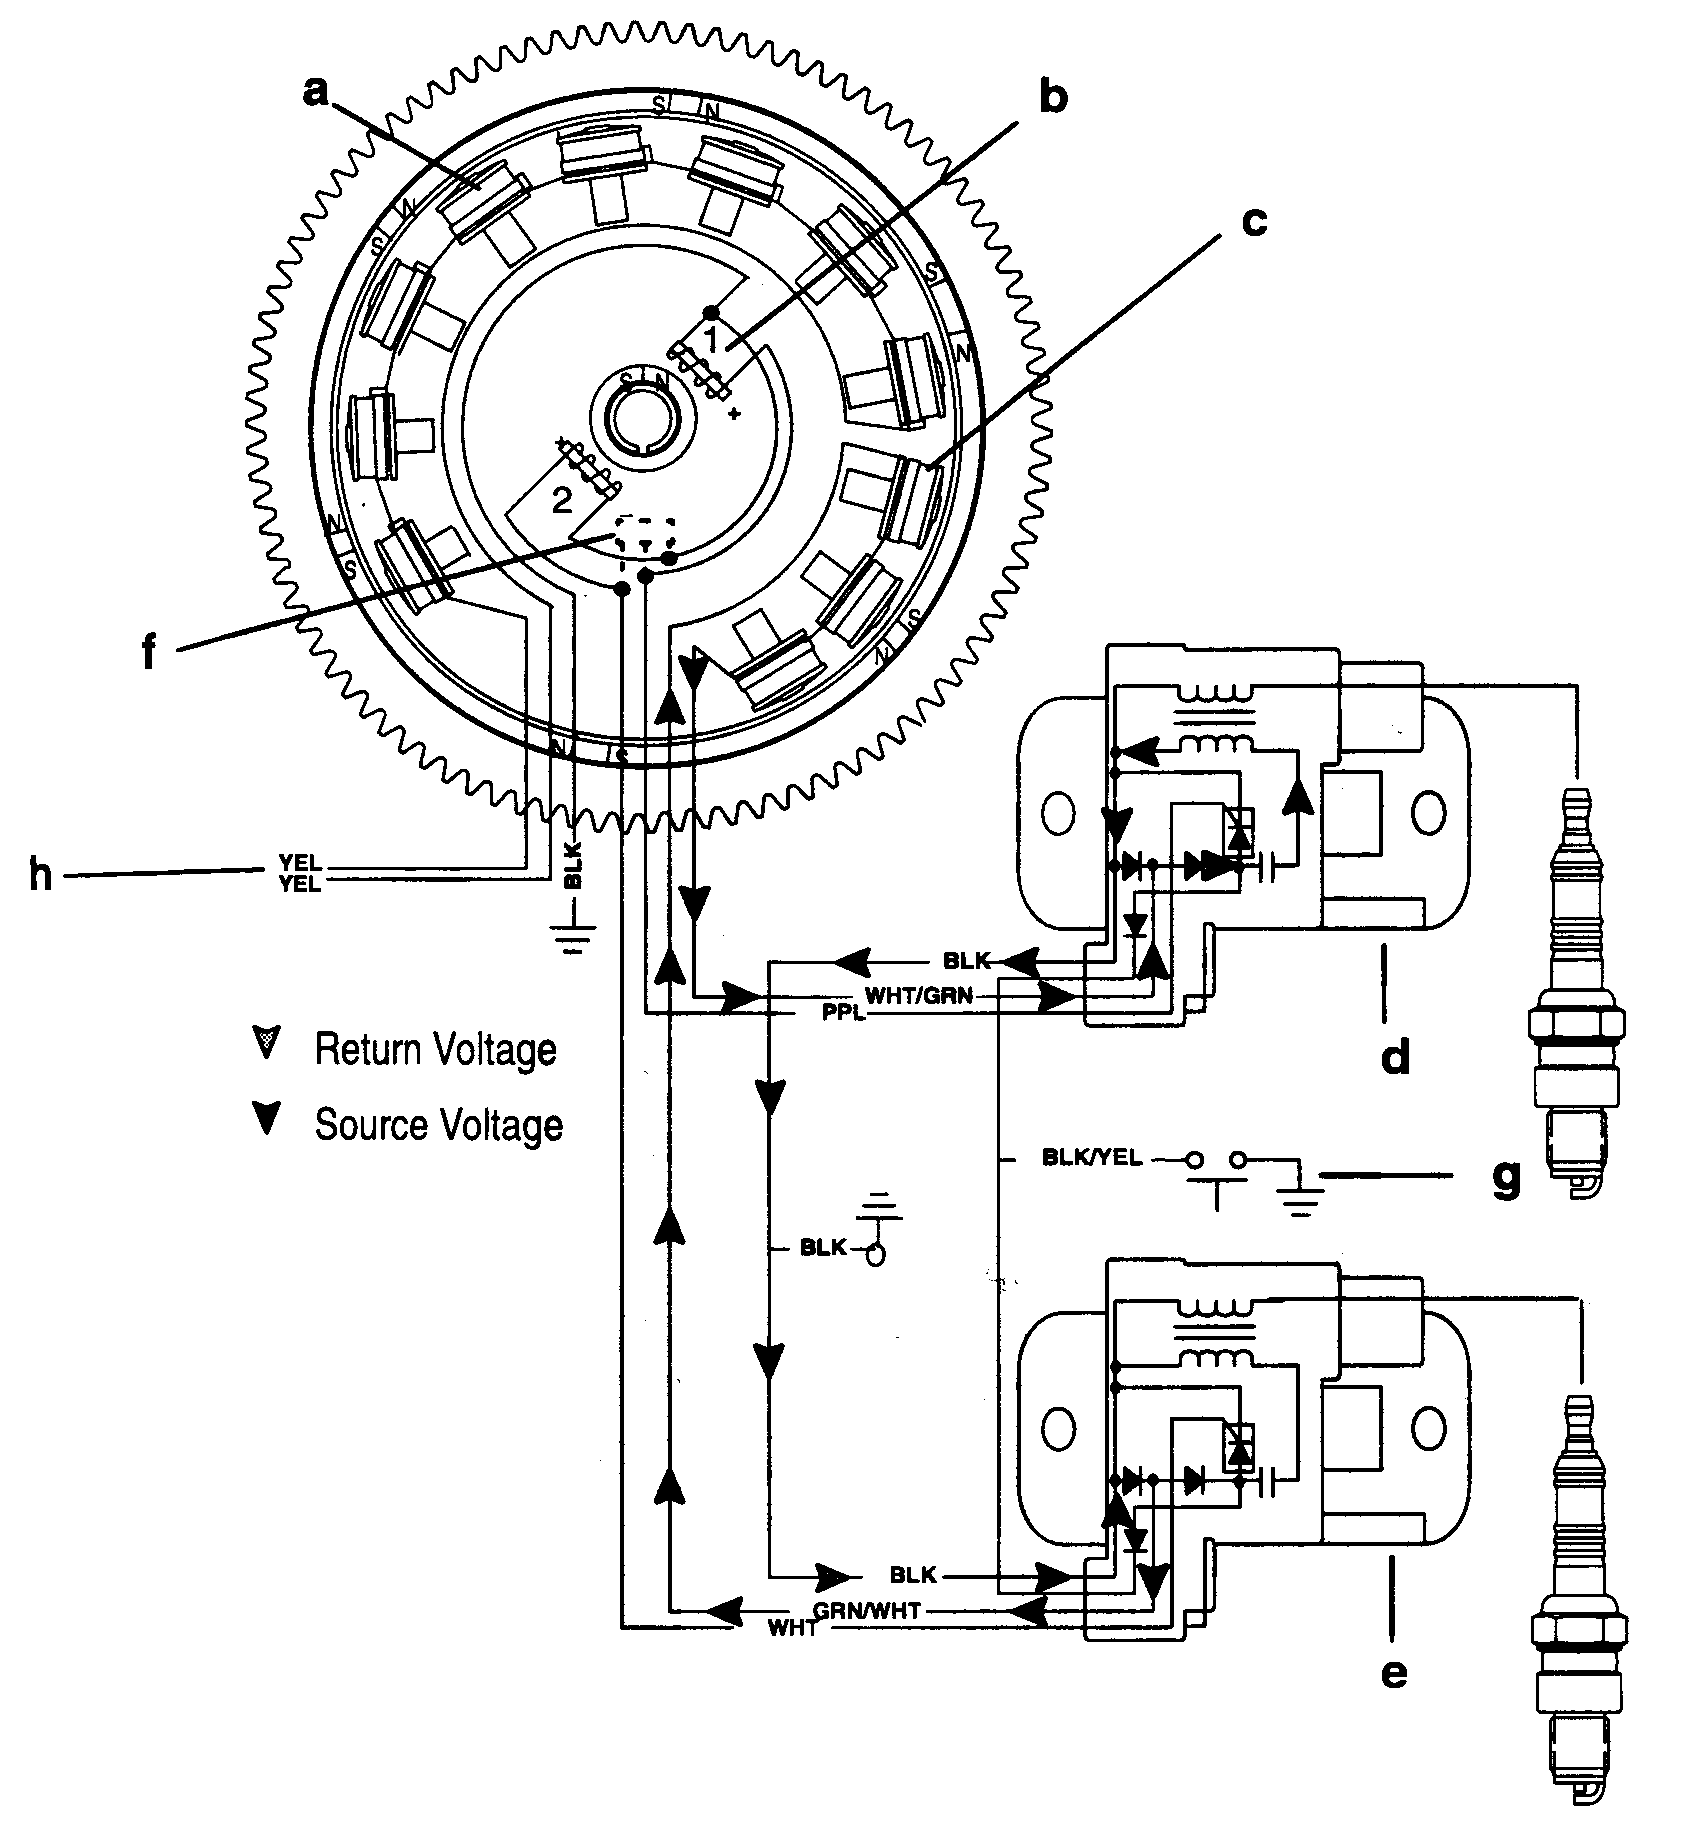 a
b
c
S N
N
S
S
N
1
S N
+
+
2
N
S
S
N
N S
f
h
YEL
YEL
BLK
BLK
WHT/GRN
PPL
d
Return Voltage
Source Voltage
BLK/YEL
g
BLK
BLK
GRN/WHT
WHT
e